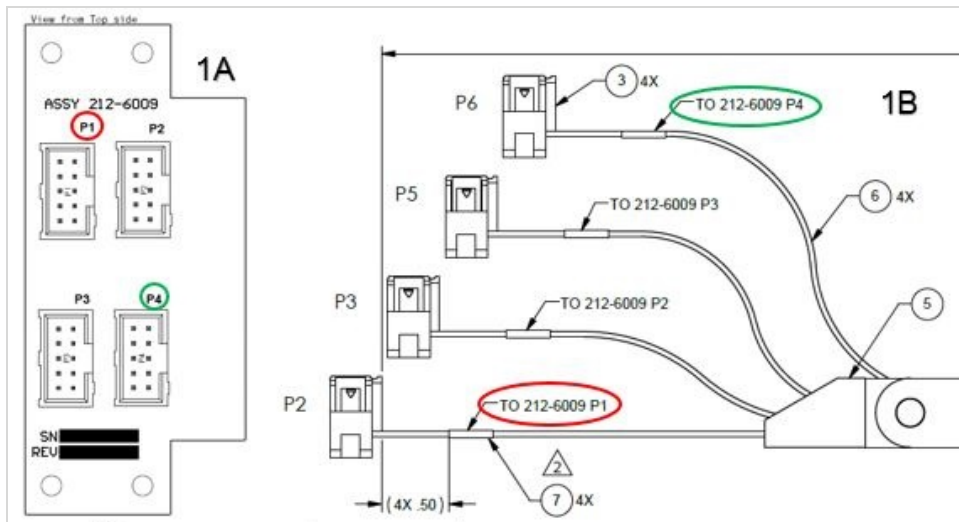 View from Top side
1A
ASSY 212-6009
P1
P2
P3
P4
SN
REV
1B
P6
3 4X
TO 212-6009 P4
P5
TO 212-6009 P3
6 4X
P3
TO 212-6009 P2
5
P2
TO 212-6009 P1
2
7 4X
(4X .50)